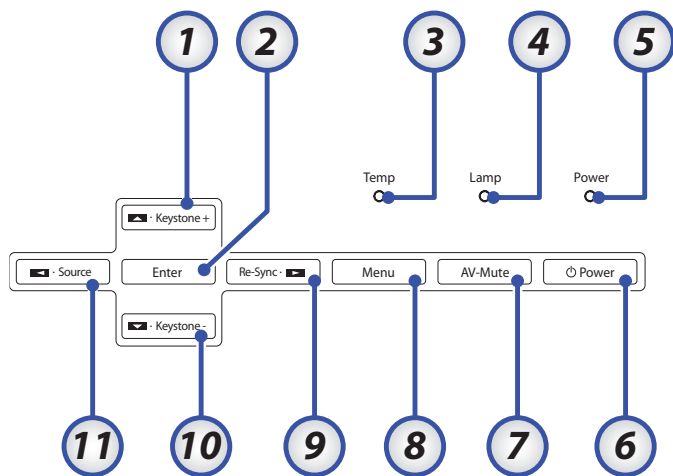 1 2 3 4 5
Temp Lamp Power
· Keystone +
· Source Enter Re-Sync · Menu AV-Mute Power
· Keystone -
11 10 9 8 7 6